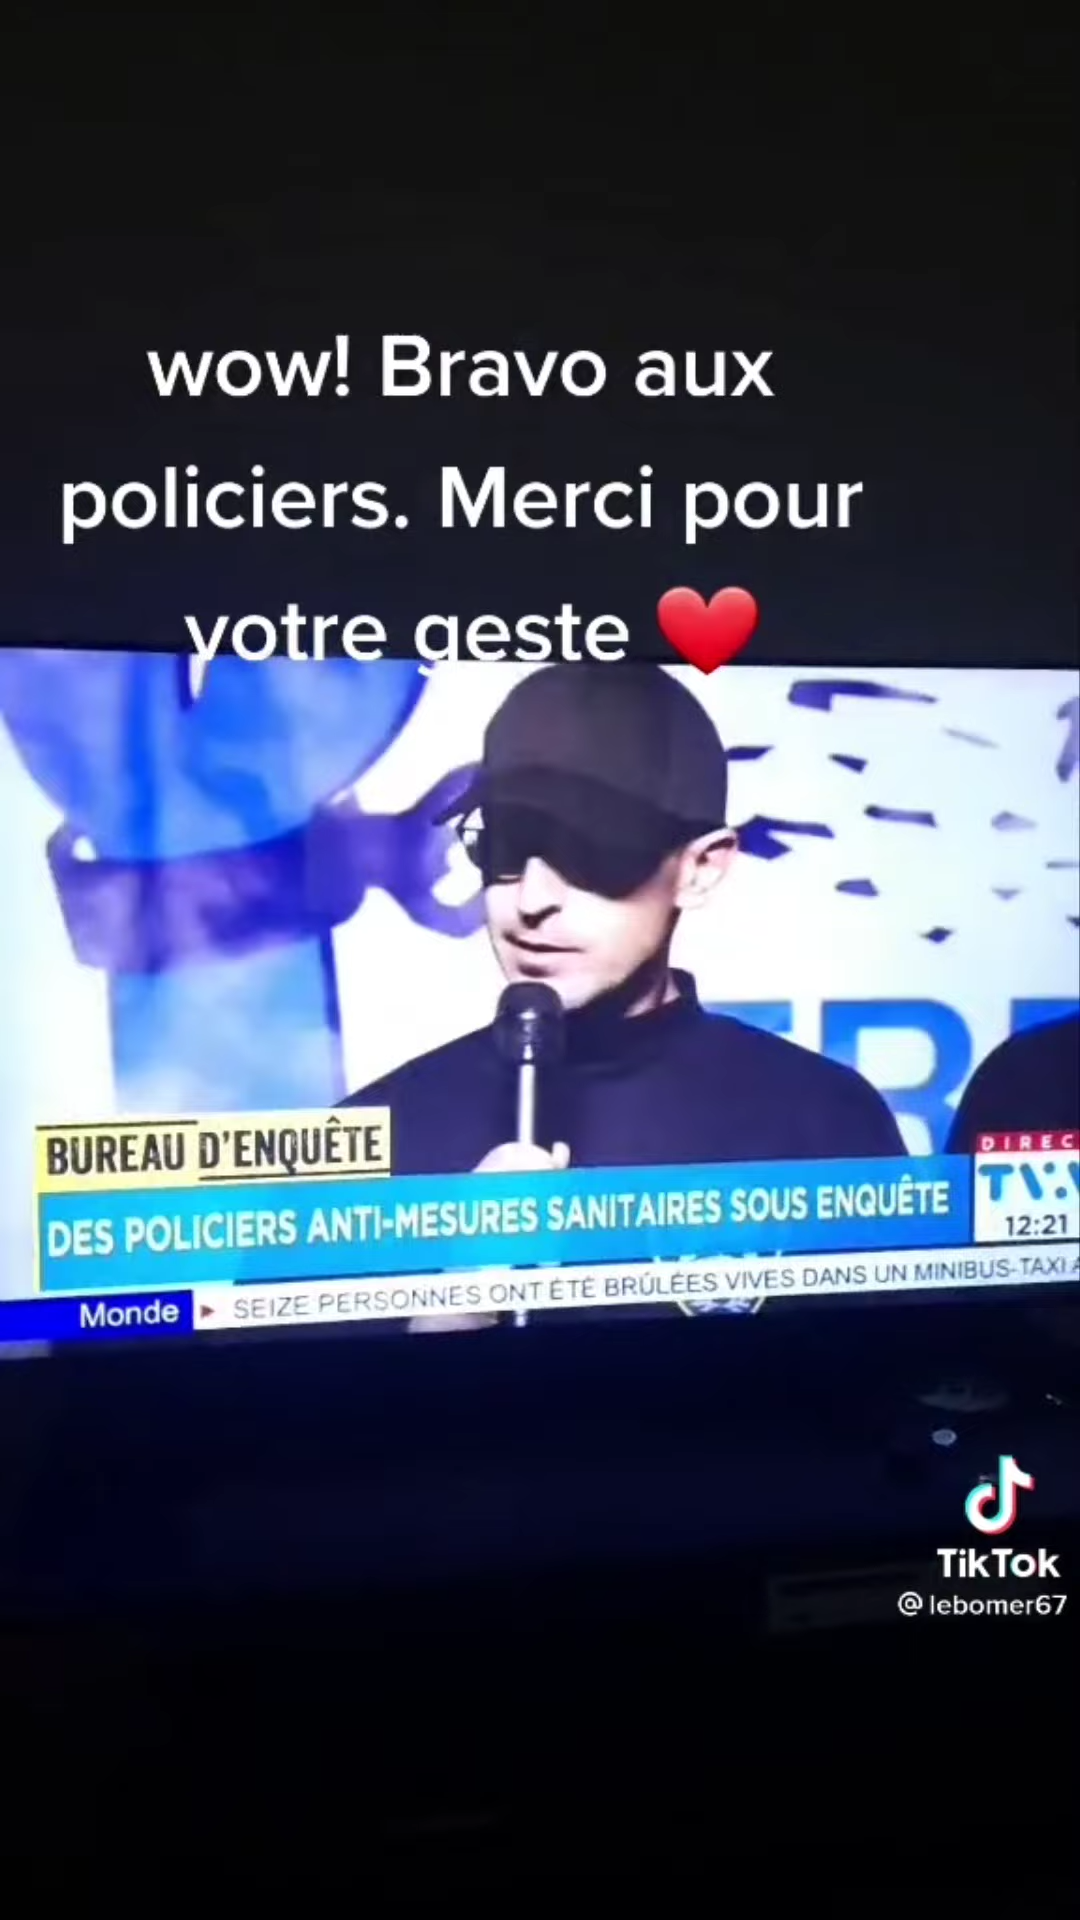 wow! Bravo aux
policiers. Merci pour
votre geste ❤️
BUREAU D'ENQUÊTE
DES POLICIERS ANTI-MESURES SANITAIRES SOUS ENQUÊTE
DIREC
12:21
Monde
SEIZE PERSONNES ONT ÉTÉ BRÛLÉES VIVES DANS UN MINIBUS-TAXI
TikTok
@lebomer67